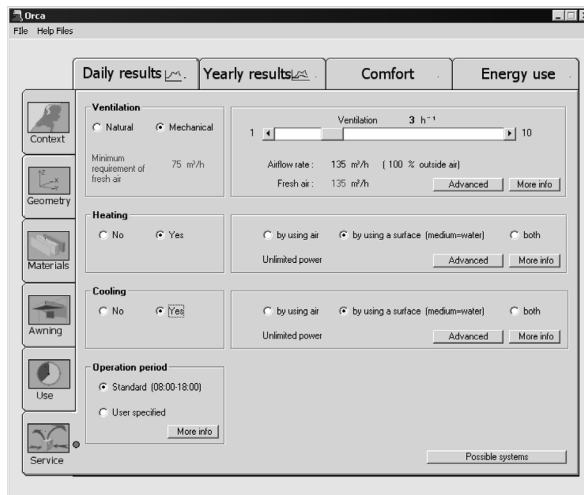 Orca
File Help Files
Daily results
Yearly results
Comfort
Energy use
Context
Geometry
Materials
Awning
Use
Service
Ventilation
Natural Mechanical
Minimum
requirement of
fresh air
75 m³/h
Ventilation 3 h⁻¹
1 10
Airflow rate : 135 m³/h ( 100 % outside air)
Fresh air : 135 m³/h
Advanced More info
Heating
No Yes
by using air by using a surface (medium=water) both
Unlimited power
Advanced More info
Cooling
No Yes
by using air by using a surface (medium=water) both
Unlimited power
Advanced More info
Operation period
Standard (08:00-18:00)
User specified
More info
Possible systems